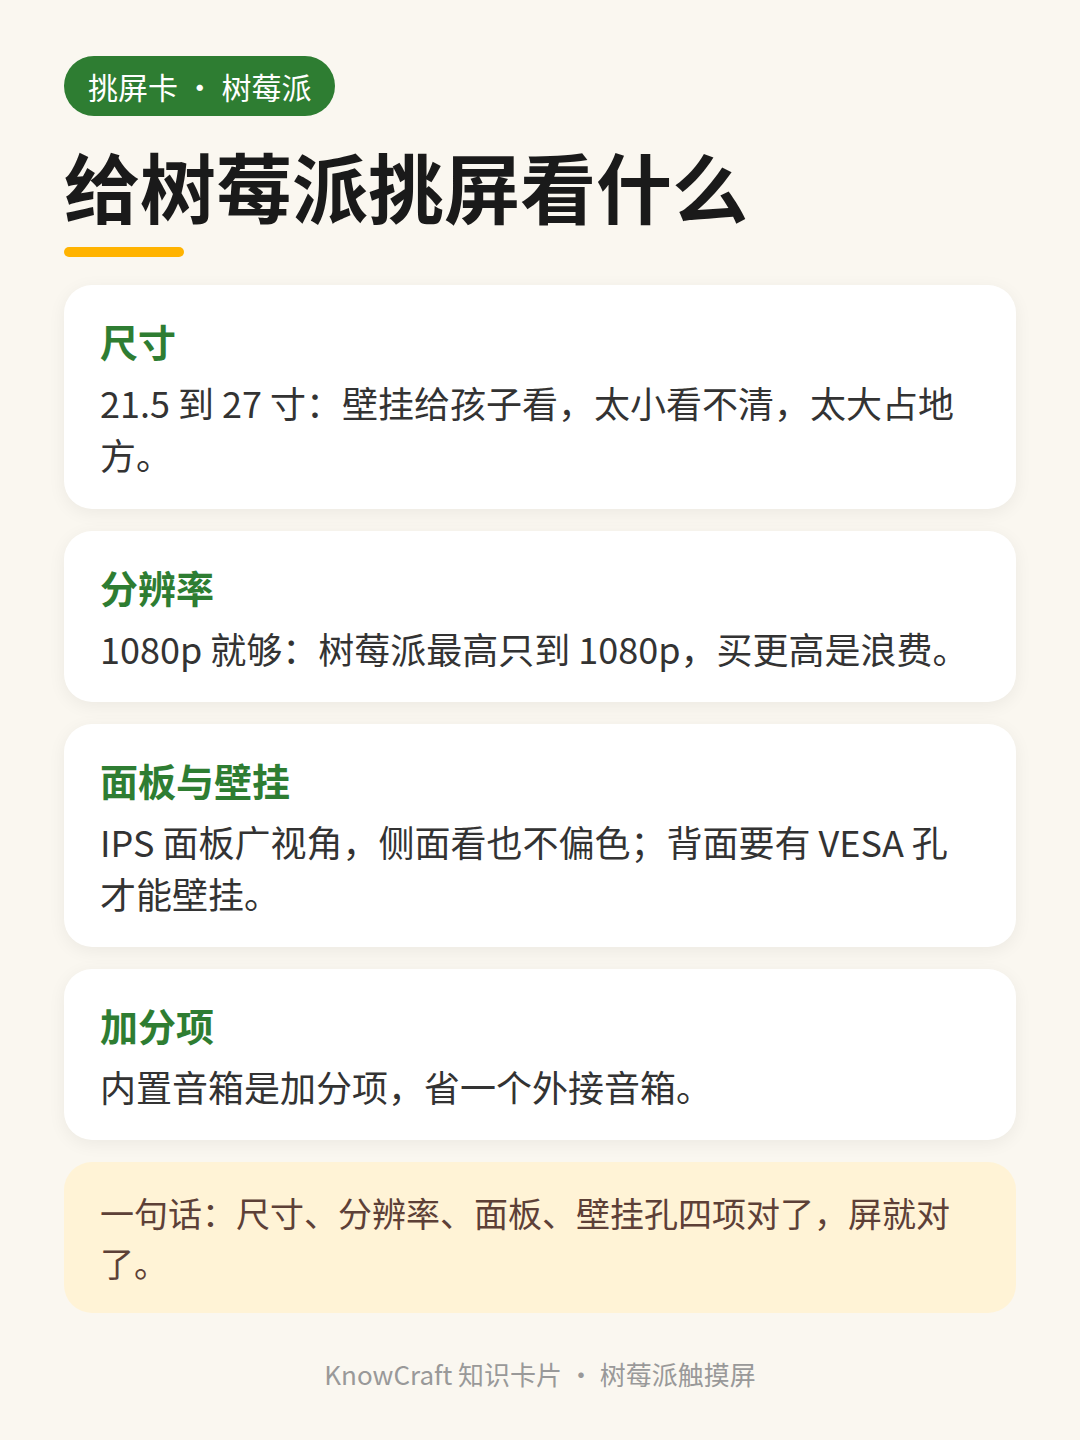 挑屏卡 · 树莓派
给树莓派挑屏看什么
尺寸
21.5 到 27 寸：壁挂给孩子看，太小看不清，太大占地
方。
分辨率
1080p 就够：树莓派最高只到 1080p，买更高是浪费。
面板与壁挂
IPS 面板广视角，侧面看也不偏色；背面要有 VESA 孔
才能壁挂。
加分项
内置音箱是加分项，省一个外接音箱。
一句话：尺寸、分辨率、面板、壁挂孔四项对了，屏就对
了。
KnowCraft 知识卡片 · 树莓派触摸屏